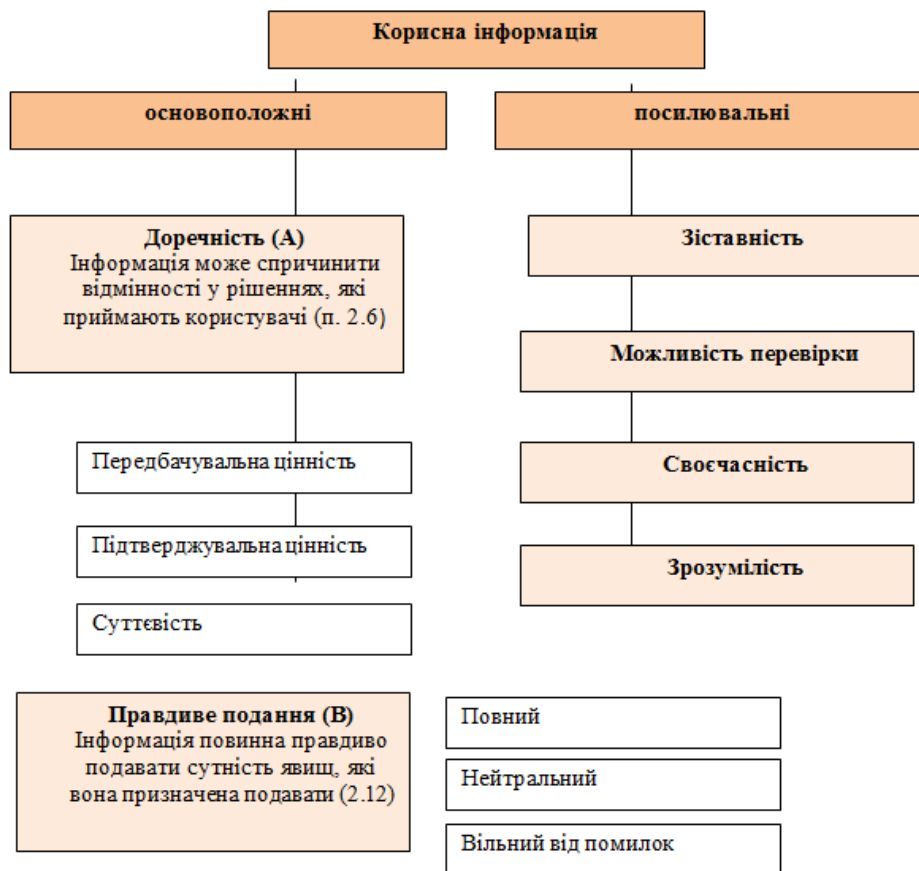 Корисна інформація
основоположні
посилювальні
Доречність (А)
Інформація може спричинити
відмінності у рішеннях, які
приймають користувачі (п. 2.6)
Зіставність
Можливість перевірки
Передбачувальна цінність
Своєчасність
Підтверджувальна цінність
Зрозумілість
Суттєвість
Правдиве подання (В)
Інформація повинна правдиво
подавати сутність явищ, які
вона призначена подавати (2.12)
Повний
Нейтральний
Вільний від помилок